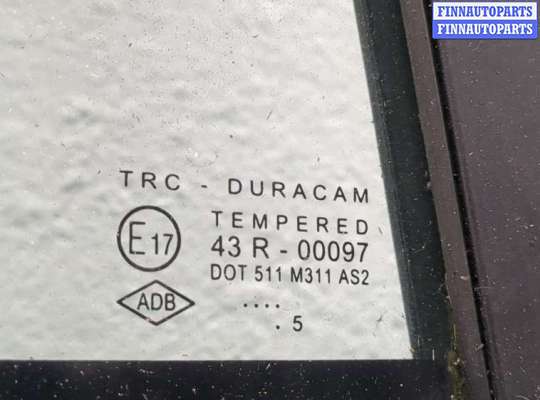 FINNAUTOPARTS
FINNAUTOPARTS
TRC - DURACAM
TEMPERED
E17
43 R - 00097
DOT 511 M311 AS2
ADB
....
. 5